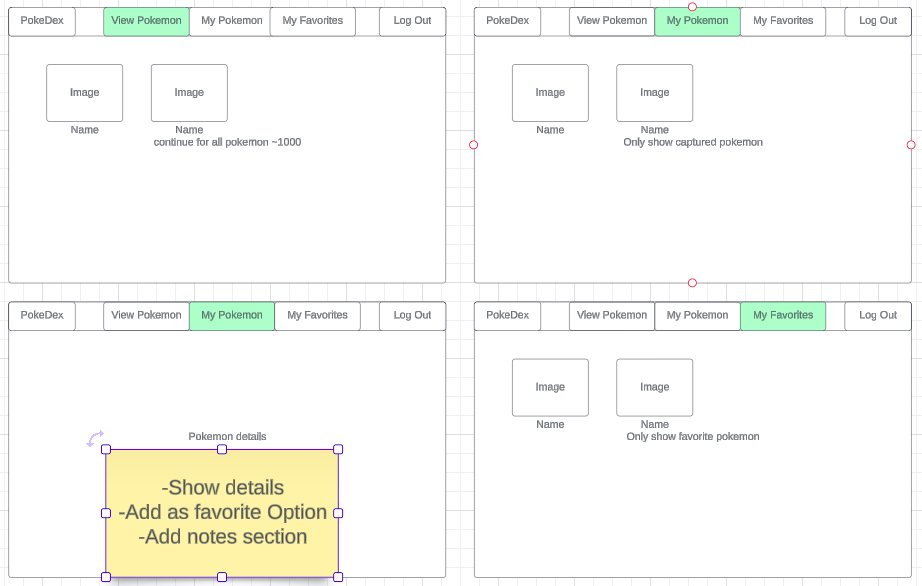 PokeDex View Pokemon My Pokemon My Favorites Log Out
Image Image
Name Name
continue for all pokemon ~1000
PokeDex View Pokemon My Pokemon My Favorites Log Out
Image Image
Name Name
Only show captured pokemon
PokeDex View Pokemon My Pokemon My Favorites Log Out
Pokemon details
-Show details
-Add as favorite Option
-Add notes section
PokeDex View Pokemon My Pokemon My Favorites Log Out
Image Image
Name Name
Only show favorite pokemon